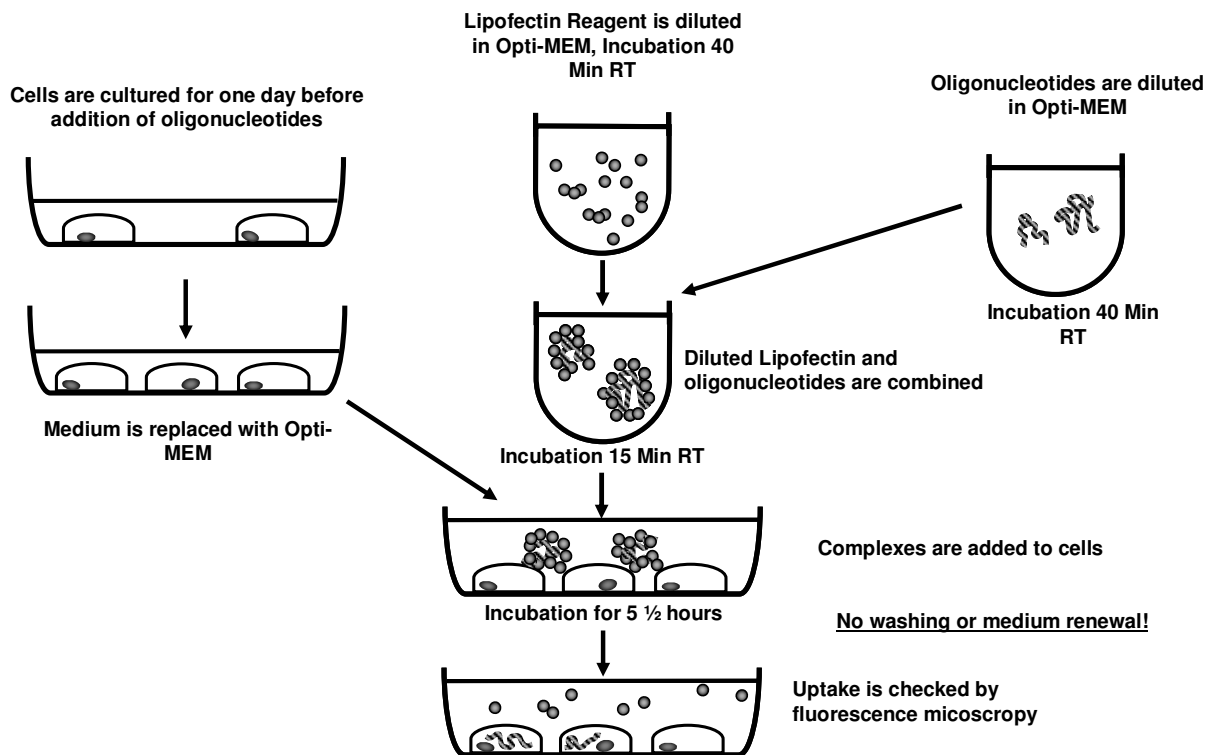 Lipofectin Reagent is diluted
in Opti-MEM, Incubation 40
Min RT
Cells are cultured for one day before
addition of oligonucleotides
Oligonucleotides are diluted
in Opti-MEM
Incubation 40 Min
RT
Diluted Lipofectin and
oligonucleotides are combined
Medium is replaced with Opti-
MEM
Incubation 15 Min RT
Complexes are added to cells
Incubation for 5 ½ hours
No washing or medium renewal!
Uptake is checked by
fluorescence micoscropy